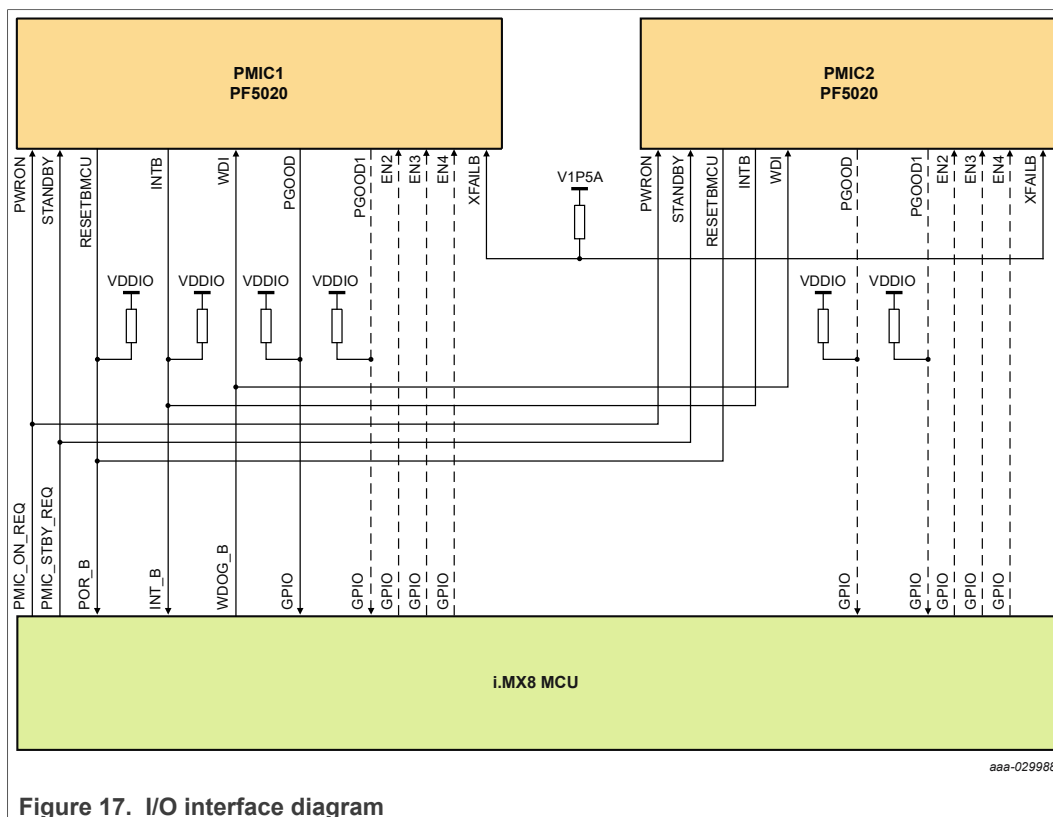 PMIC1
PF5020
PMIC2
PF5020
PWRON
STANDBY
RESETBMCU
INTB
WDI
PGOOD
PGOOD1
EN2
EN3
EN4
XFAILB
V1P5A
PWRON
STANDBY
RESETBMCU
INTB
WDI
PGOOD
PGOOD1
EN2
EN3
EN4
XFAILB
VDDIO
VDDIO
VDDIO
VDDIO
VDDIO
VDDIO
PMIC_ON_REQ
PMIC_STBY_REQ
POR_B
INT_B
WDOG_B
GPIO
GPIO
GPIO
GPIO
GPIO
GPIO
GPIO
GPIO
GPIO
GPIO
i.MX8 MCU
aaa-029988
Figure 17. I/O interface diagram